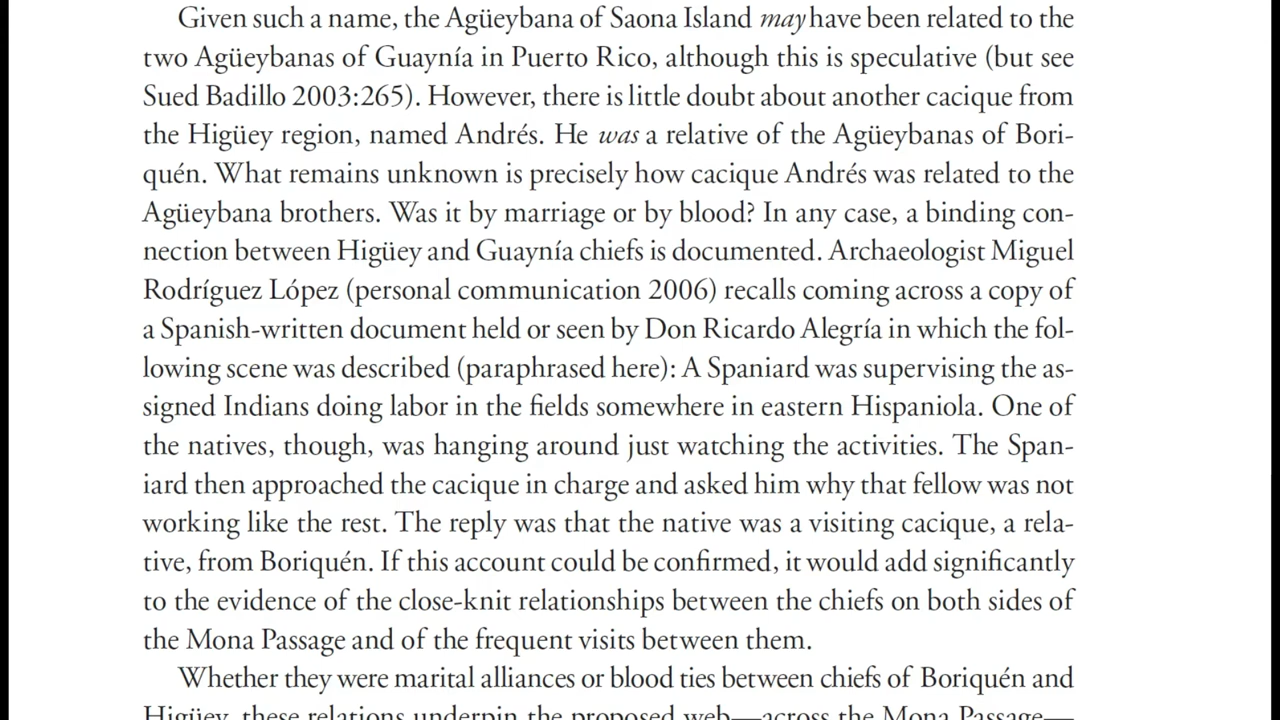 Given such a name, the Agüeybana of Saona Island may have been related to the
two Agüeybanas of Guaynía in Puerto Rico, although this is speculative (but see
Sued Badillo 2003:265). However, there is little doubt about another cacique from
the Higüey region, named Andrés. He was a relative of the Agüeybanas of Bori-
quén. What remains unknown is precisely how cacique Andrés was related to the
Agüeybana brothers. Was it by marriage or by blood? In any case, a binding con-
nection between Higüey and Guaynía chiefs is documented. Archaeologist Miguel
Rodríguez López (personal communication 2006) recalls coming across a copy of
a Spanish-written document held or seen by Don Ricardo Alegría in which the fol-
lowing scene was described (paraphrased here): A Spaniard was supervising the as-
signed Indians doing labor in the fields somewhere in eastern Hispaniola. One of
the natives, though, was hanging around just watching the activities. The Span-
iard then approached the cacique in charge and asked him why that fellow was not
working like the rest. The reply was that the native was a visiting cacique, a rela-
tive, from Boriquén. If this account could be confirmed, it would add significantly
to the evidence of the close-knit relationships between the chiefs on both sides of
the Mona Passage and of the frequent visits between them.
Whether they were marital alliances or blood ties between chiefs of Boriquén and
Higüey, these relations underpin the proposed web—across the Mona Passage—